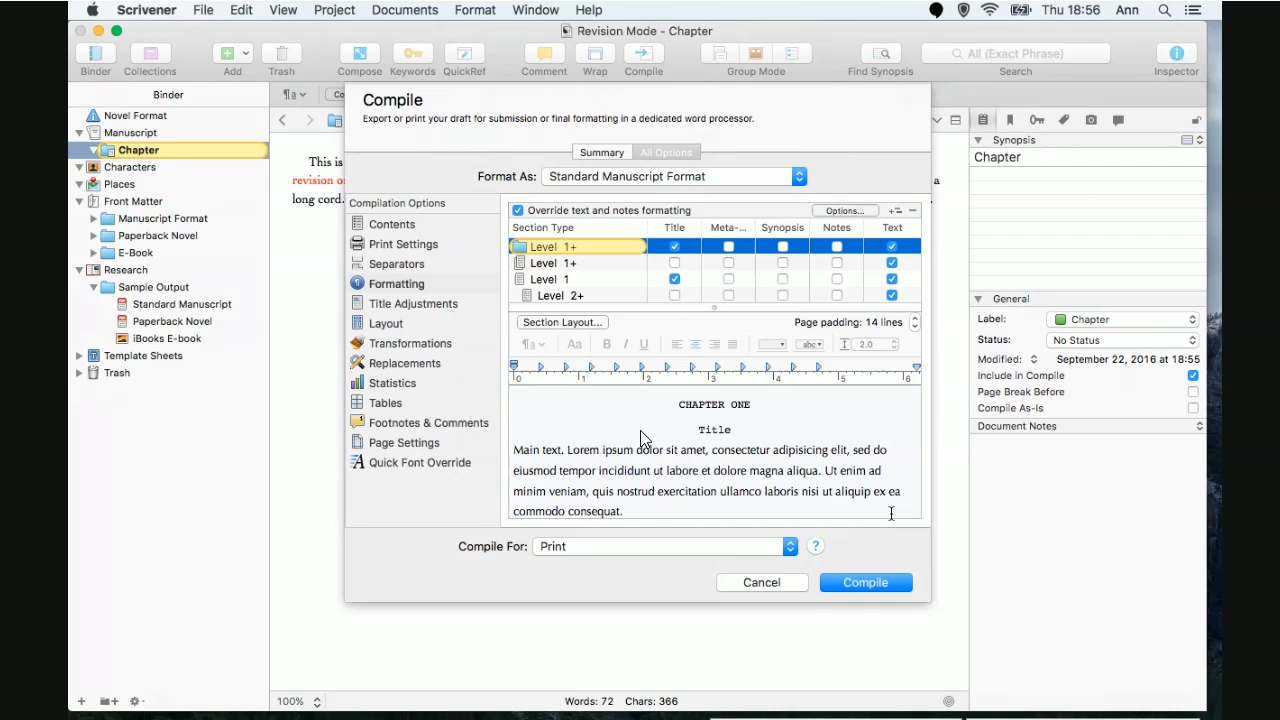 Scrivener File Edit View Project Documents Format Window Help Thu 18:56 Ann
Revision Mode - Chapter
Binder Collections Add Trash Compose Keywords QuickRef Comment Wrap Compile Group Mode Find Synopsis All (Exact Phrase) Search Inspector
Binder
Novel Format
Manuscript
Chapter
Characters
Places
Front Matter
Manuscript Format
Paperback Novel
E-Book
Research
Sample Output
Standard Manuscript
Paperback Novel
iBooks E-book
Template Sheets
Trash
Co
This is
revision o
a
long cord.
Compile
Export or print your draft for submission or final formatting in a dedicated word processor.
Summary All Options
Format As: Standard Manuscript Format
Compilation Options
Contents
Print Settings
Separators
Formatting
Title Adjustments
Layout
Transformations
Replacements
Statistics
Tables
Footnotes & Comments
Page Settings
Quick Font Override
Override text and notes formatting Options...
Section Type Title Meta-... Synopsis Notes Text
Level 1+
Level 1+
Level 1
Level 2+
Section Layout... Page padding: 14 lines
Aa B I U abc 2.0
0 1 2 3 4 5 6
CHAPTER ONE
Title
Main text. Lorem ipsum dolor sit amet, consectetur adipisicing elit, sed do
eiusmod tempor incididunt ut labore et dolore magna aliqua. Ut enim ad
minim veniam, quis nostrud exercitation ullamco laboris nisi ut aliquip ex ea
commodo consequat.
Compile For: Print ?
Cancel Compile
Synopsis
Chapter
General
Label: Chapter
Status: No Status
Modified: September 22, 2016 at 18:55
Include in Compile
Page Break Before
Compile As-Is
Document Notes
100% Words: 72 Chars: 366